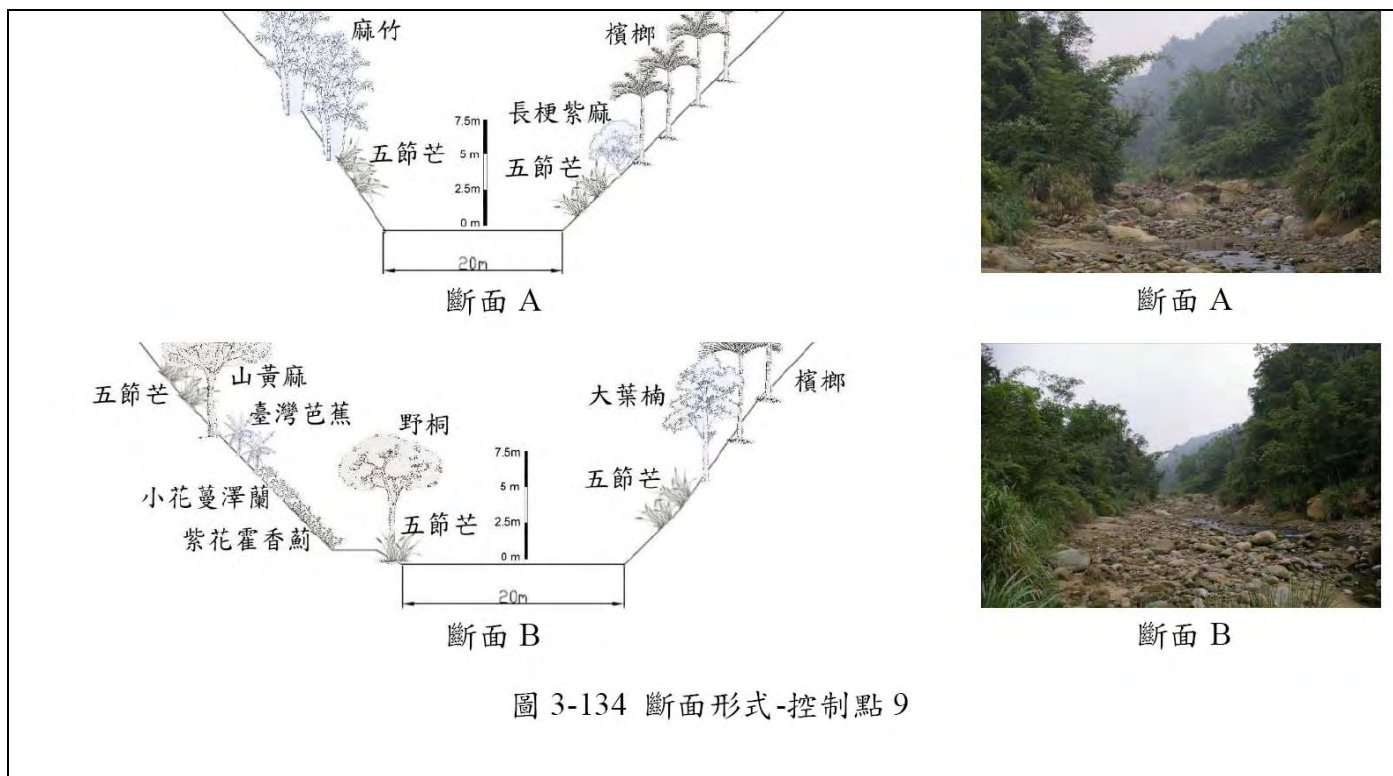 麻竹
檳榔
長梗紫麻
7.5m
五節芒
5 m
五節芒
2.5m
0 m
20m
斷面 A
斷面 A
山黃麻
五節芒
臺灣芭蕉
野桐
大葉楠
檳榔
7.5m
小花蔓澤蘭
5 m
五節芒
紫花霍香薊
五節芒
2.5m
0 m
20m
斷面 B
斷面 B
圖 3-134 斷面形式-控制點 9